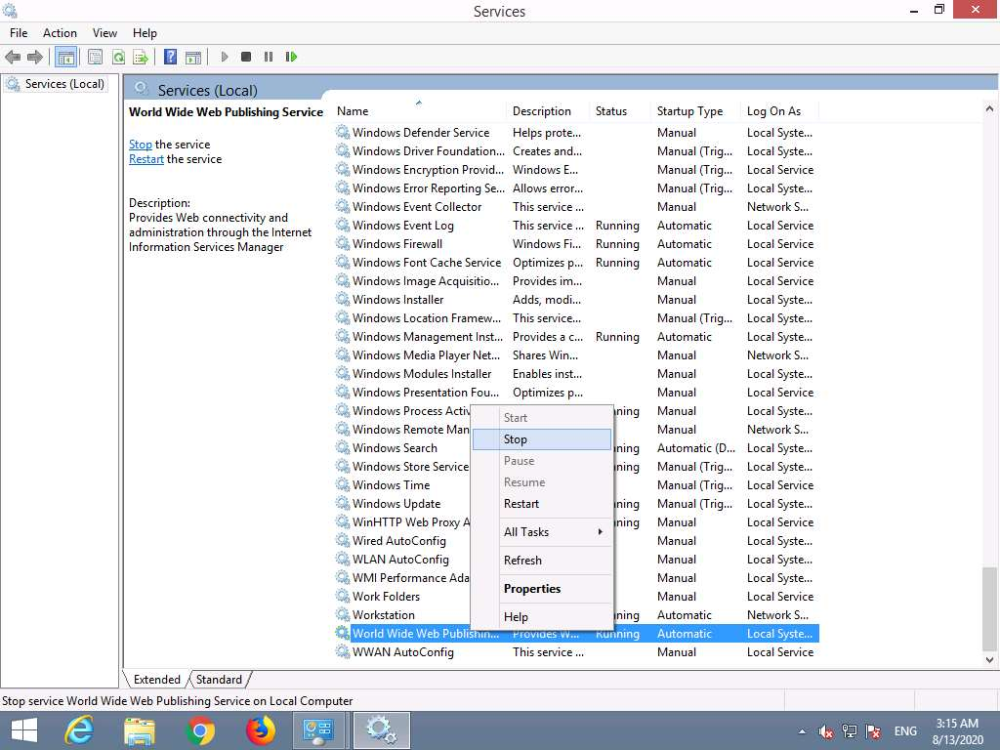 Services
File Action View Help
Services (Local)
Services (Local)
World Wide Web Publishing Service
Stop the service
Restart the service
Description:
Provides Web connectivity and
administration through the Internet
Information Services Manager
Name Description Status Startup Type Log On As
Windows Defender Service Helps prote... Manual Local Syste...
Windows Driver Foundation... Creates and... Manual (Trig... Local Syste...
Windows Encryption Provid... Windows E... Manual (Trig... Local Service
Windows Error Reporting Se... Allows error... Manual (Trig... Local Syste...
Windows Event Collector This service ... Manual Network S...
Windows Event Log This service ... Running Automatic Local Service
Windows Firewall Windows Fi... Running Automatic Local Service
Windows Font Cache Service Optimizes p... Running Automatic Local Service
Windows Image Acquisitio... Provides im... Manual Local Service
Windows Installer Adds, modi... Manual Local Syste...
Windows Location Framew... This service... Manual (Trig... Local Syste...
Windows Management Inst... Provides a c... Running Automatic Local Syste...
Windows Media Player Net... Shares Win... Manual Network S...
Windows Modules Installer Enables inst... Manual Local Syste...
Windows Presentation Fou... Optimizes p... Manual Local Service
Windows Process Activ nning Manual Local Syste...
Windows Remote Man Manual Network S...
Windows Search nning Automatic (D... Local Syste...
Windows Store Service nning Manual (Trig... Local Syste...
Windows Time Manual (Trig... Local Service
Windows Update nning Manual (Trig... Local Syste...
WinHTTP Web Proxy A nning Manual Local Service
Wired AutoConfig Manual Local Syste...
WLAN AutoConfig Manual Local Syste...
WMI Performance Ada Manual Local Syste...
Work Folders Manual Local Service
Workstation nning Automatic Network S...
World Wide Web Publishin... Provides W... Running Automatic Local Syste...
WWAN AutoConfig This service ... Manual Local Service
Start
Stop
Pause
Resume
Restart
All Tasks
Refresh
Properties
Help
Extended Standard
Stop service World Wide Web Publishing Service on Local Computer
ENG
3:15 AM
8/13/2020